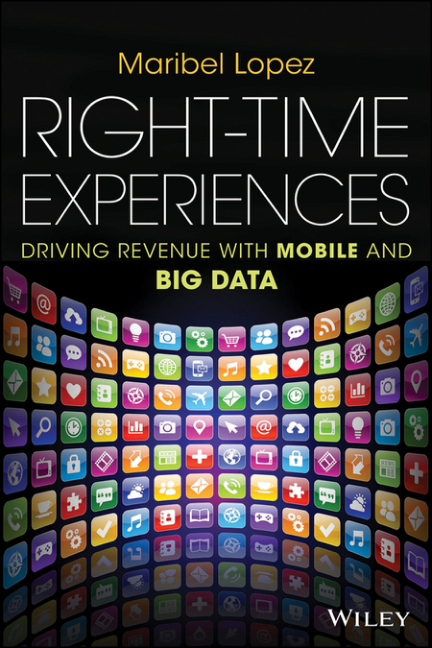 Maribel Lopez
RIGHT-TIME
EXPERIENCES
DRIVING REVENUE WITH MOBILE AND
BIG DATA
WILEY